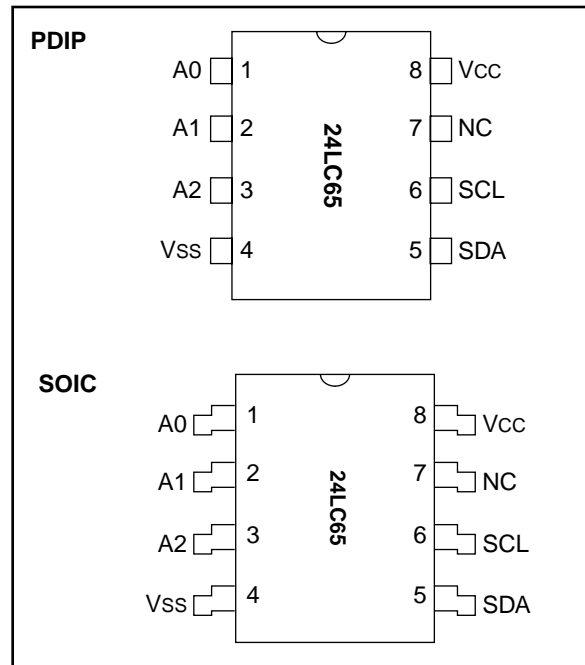 PDIP
A0 1 8 VCC
A1 2 7 NC
24LC65
A2 3 6 SCL
VSS 4 5 SDA
SOIC
A0 1 8 VCC
A1 2 7 NC
24LC65
A2 3 6 SCL
VSS 4 5 SDA